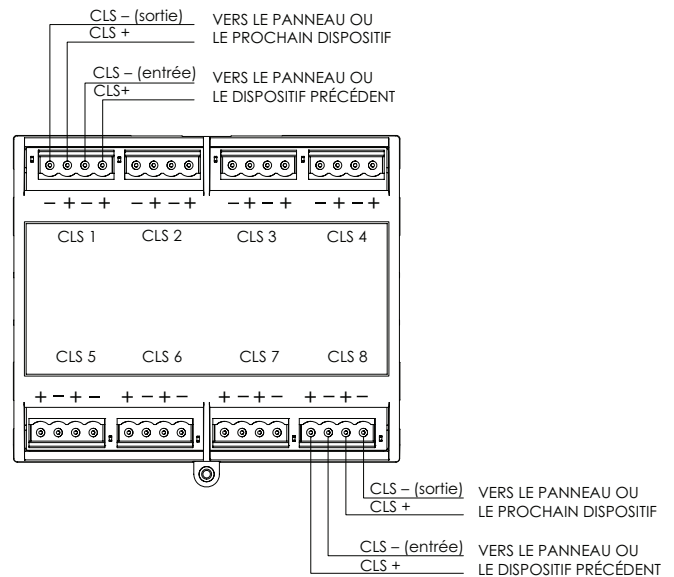 CLS – (sortie) VERS LE PANNEAU OU
CLS + LE PROCHAIN DISPOSITIF
CLS – (entrée) VERS LE PANNEAU OU
CLS+ LE DISPOSITIF PRÉCÉDENT
– + – + – + – + – + – + – + – +
CLS 1 CLS 2 CLS 3 CLS 4
CLS 5 CLS 6 CLS 7 CLS 8
+ – + – + – + – + – + – + – + –
CLS – (sortie) VERS LE PANNEAU OU
CLS + LE PROCHAIN DISPOSITIF
CLS – (entrée) VERS LE PANNEAU OU
CLS + LE DISPOSITIF PRÉCÉDENT